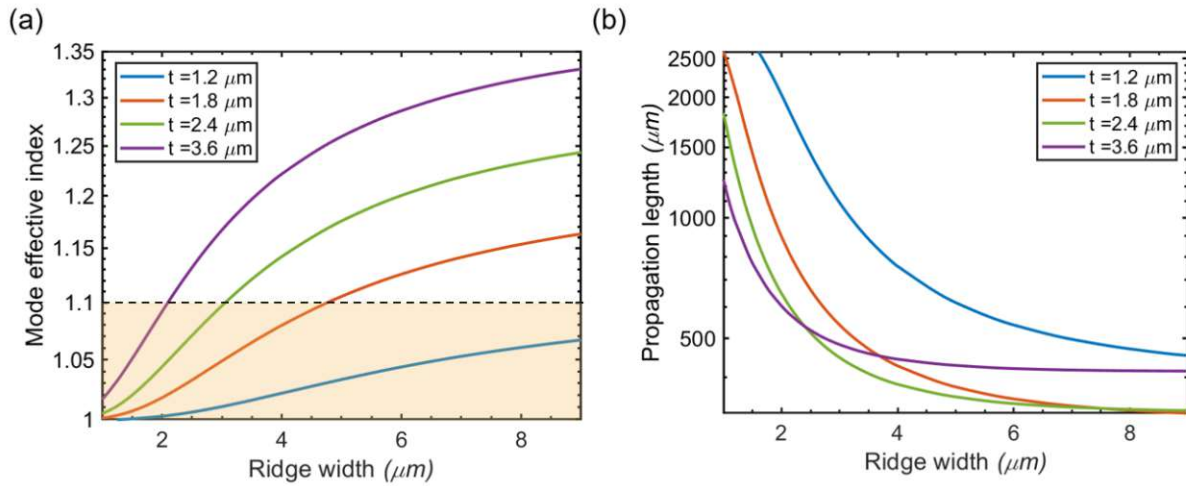 (a)
Mode effective index
1.35
1.3
1.25
1.2
1.15
1.1
1.05
1
t =1.2 μm
t =1.8 μm
t =2.4 μm
t =3.6 μm
2
4
6
8
Ridge width (μm)
(b)
Propagation legnth (μm)
2500
2000
1500
1000
500
t =1.2 μm
t =1.8 μm
t =2.4 μm
t =3.6 μm
2
4
6
8
Ridge width (μm)